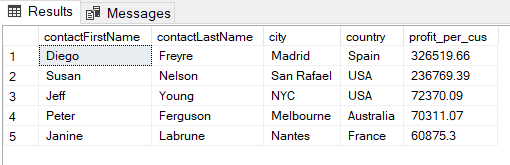 Results Messages
contactFirstName contactLastName city country profit_per_cus
1 Diego Freyre Madrid Spain 326519.66
2 Susan Nelson San Rafael USA 236769.39
3 Jeff Young NYC USA 72370.09
4 Peter Ferguson Melbourne Australia 70311.07
5 Janine Labrune Nantes France 60875.3